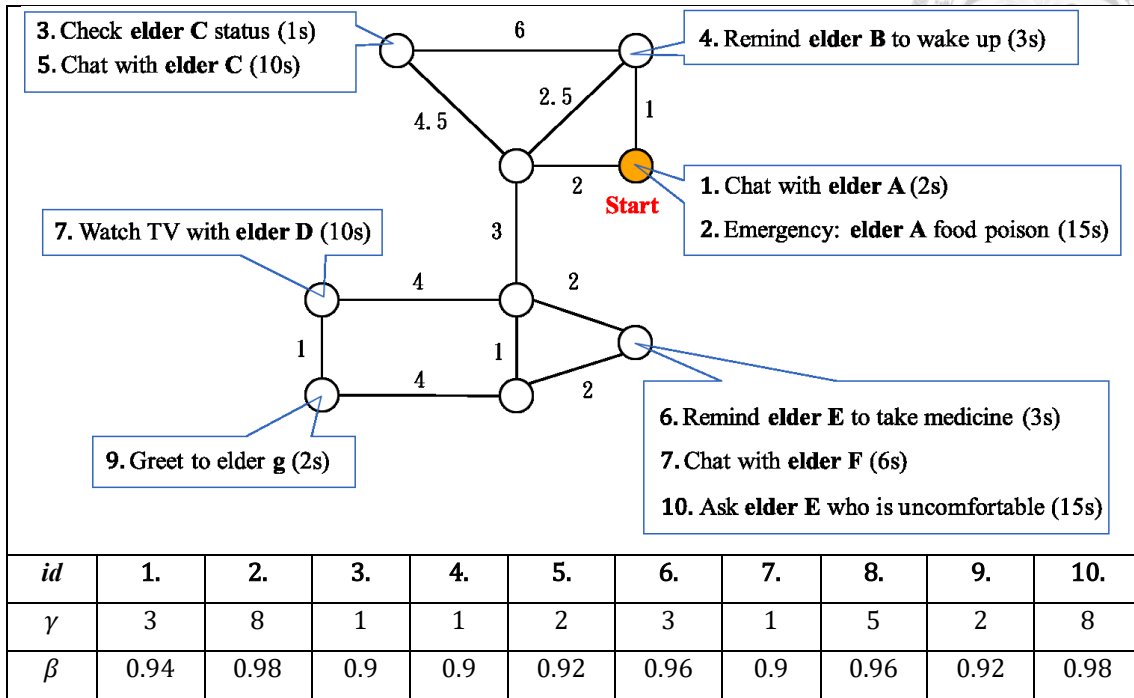 3. Check elder C status (1s)
5. Chat with elder C (10s)
6
4. Remind elder B to wake up (3s)
2.5
1
4.5
2
Start
1. Chat with elder A (2s)
2. Emergency: elder A food poison (15s)
7. Watch TV with elder D (10s)
3
4
2
1
1
4
2
9. Greet to elder g (2s)
6. Remind elder E to take medicine (3s)
7. Chat with elder F (6s)
10. Ask elder E who is uncomfortable (15s)
id 1. 2. 3. 4. 5. 6. 7. 8. 9. 10.
γ 3 8 1 1 2 3 1 5 2 8
β 0.94 0.98 0.9 0.9 0.92 0.96 0.9 0.96 0.92 0.98